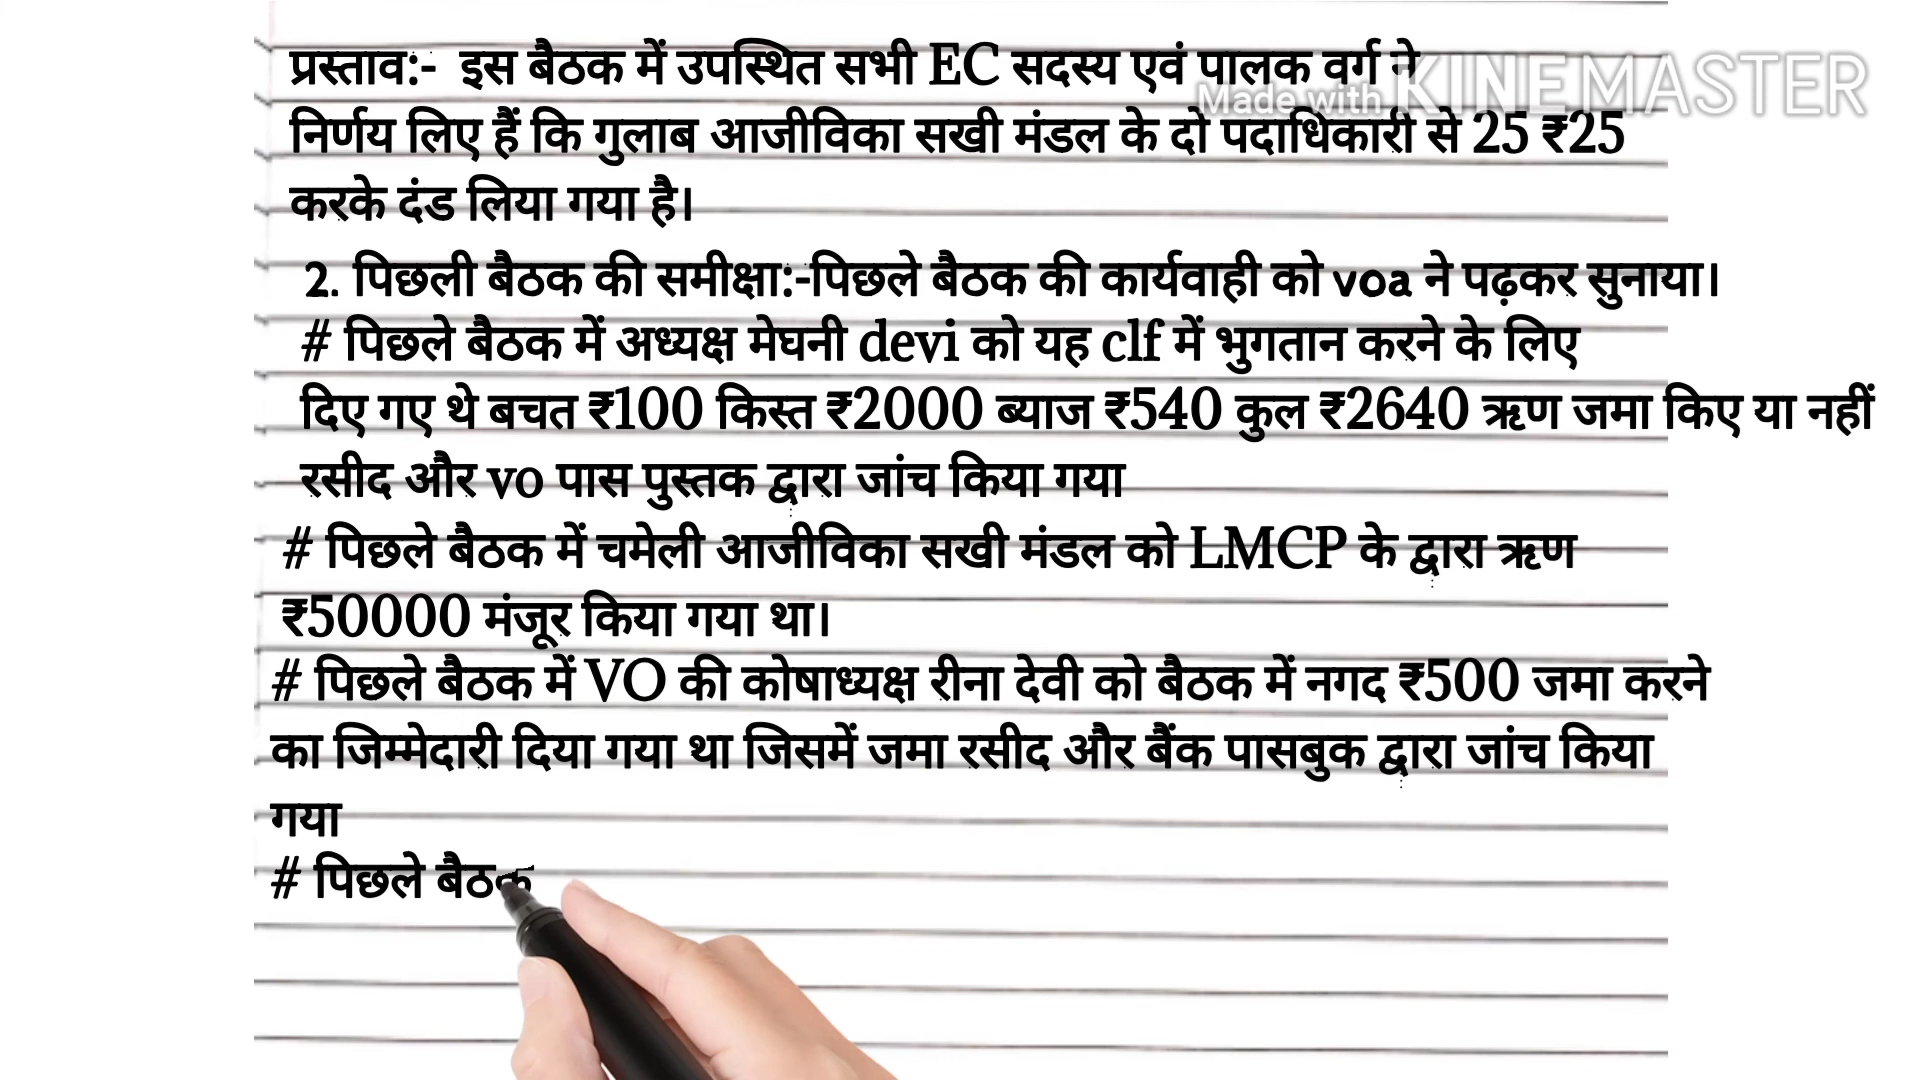 प्रस्ताव:- इस बैठक में उपस्थित सभी EC सदस्य एवं पालक वर्ग ने
Made with KINEMASTER
निर्णय लिए हैं कि गुलाब आजीविका सखी मंडल के दो पदाधिकारी से 25 ₹25
करके दंड लिया गया है।
2. पिछली बैठक की समीक्षा:-पिछले बैठक की कार्यवाही को voa ने पढ़कर सुनाया।
# पिछले बैठक में अध्यक्ष मेघनी devi को यह clf में भुगतान करने के लिए
दिए गए थे बचत ₹100 किस्त ₹2000 ब्याज ₹540 कुल ₹2640 ऋण जमा किए या नहीं
रसीद और vo पास पुस्तक द्वारा जांच किया गया
# पिछले बैठक में चमेली आजीविका सखी मंडल को LMCP के द्वारा ऋण
₹50000 मंजूर किया गया था।
# पिछले बैठक में VO की कोषाध्यक्ष रीना देवी को बैठक में नगद ₹500 जमा करने
का जिम्मेदारी दिया गया था जिसमें जमा रसीद और बैंक पासबुक द्वारा जांच किया
गया
# पिछले बैठक